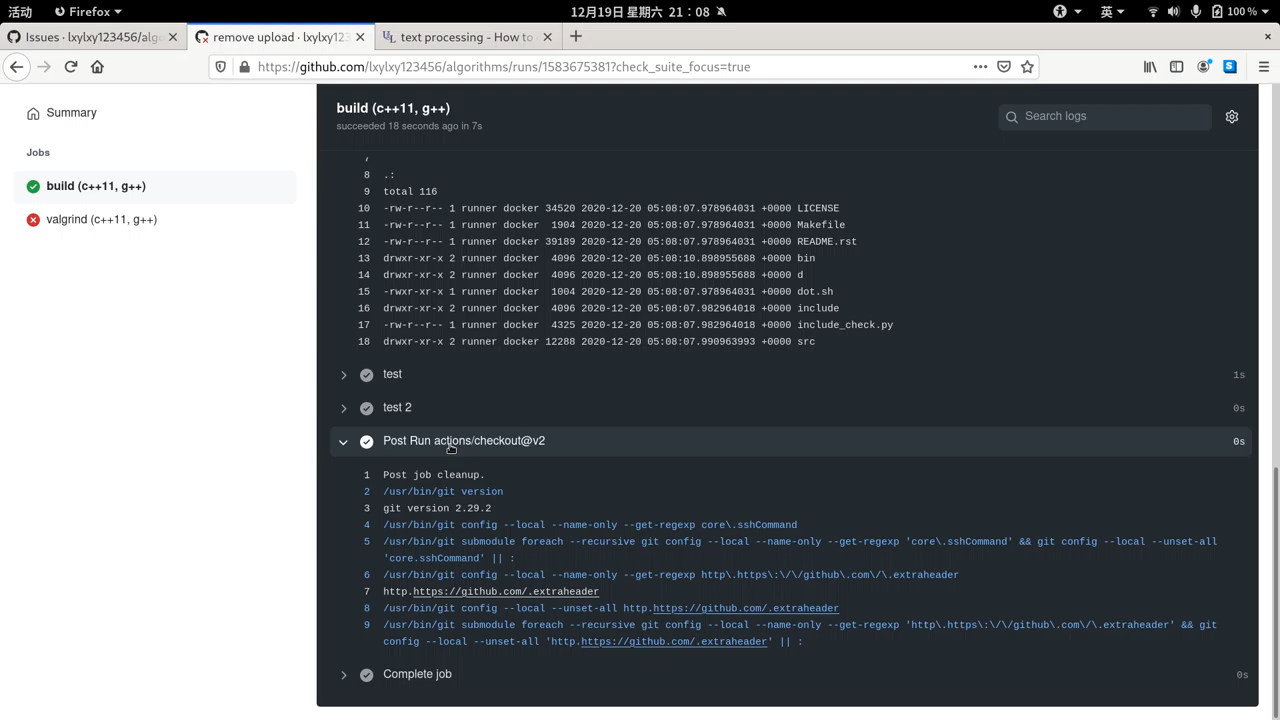 活动
Firefox
12月19日 星期六 21：08
英
100 %
Issues · lxylxy123456/algo
remove upload · lxylxy123
text processing - How to
https://github.com/lxylxy123456/algorithms/runs/1583675381?check_suite_focus=true
Summary
Jobs
build (c++11, g++)
valgrind (c++11, g++)
build (c++11, g++)
succeeded 18 seconds ago in 7s
Search logs
7
8 .:
9 total 116
10 -rw-r--r-- 1 runner docker 34520 2020-12-20 05:08:07.978964031 +0000 LICENSE
11 -rw-r--r-- 1 runner docker  1904 2020-12-20 05:08:07.978964031 +0000 Makefile
12 -rw-r--r-- 1 runner docker 39189 2020-12-20 05:08:07.978964031 +0000 README.rst
13 drwxr-xr-x 2 runner docker  4096 2020-12-20 05:08:10.898955688 +0000 bin
14 drwxr-xr-x 2 runner docker  4096 2020-12-20 05:08:10.898955688 +0000 d
15 -rwxr-xr-x 1 runner docker  1004 2020-12-20 05:08:07.978964031 +0000 dot.sh
16 drwxr-xr-x 2 runner docker  4096 2020-12-20 05:08:07.982964018 +0000 include
17 -rw-r--r-- 1 runner docker  4325 2020-12-20 05:08:07.982964018 +0000 include_check.py
18 drwxr-xr-x 2 runner docker 12288 2020-12-20 05:08:07.990963993 +0000 src
test 1s
test 2 0s
Post Run actions/checkout@v2 0s
1 Post job cleanup.
2 /usr/bin/git version
3 git version 2.29.2
4 /usr/bin/git config --local --name-only --get-regexp core\.sshCommand
5 /usr/bin/git submodule foreach --recursive git config --local --name-only --get-regexp 'core\.sshCommand' && git config --local --unset-all
'core.sshCommand' || :
6 /usr/bin/git config --local --name-only --get-regexp http\.https\:\/\/github\.com\/\.extraheader
7 http.https://github.com/.extraheader
8 /usr/bin/git config --local --unset-all http.https://github.com/.extraheader
9 /usr/bin/git submodule foreach --recursive git config --local --name-only --get-regexp 'http\.https\:\/\/github\.com\/\.extraheader' && git
config --local --unset-all 'http.https://github.com/.extraheader' || :
Complete job 0s